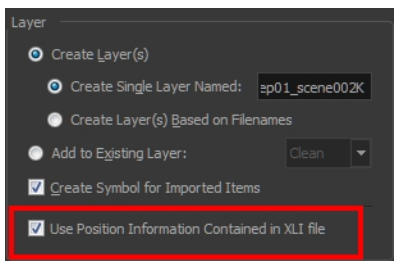 Layer
Create Layer(s)
Create Single Layer Named: ep01_scene002K
Create Layer(s) Based on Filenames
Add to Existing Layer: Clean
Create Symbol for Imported Items
Use Position Information Contained in XLI file